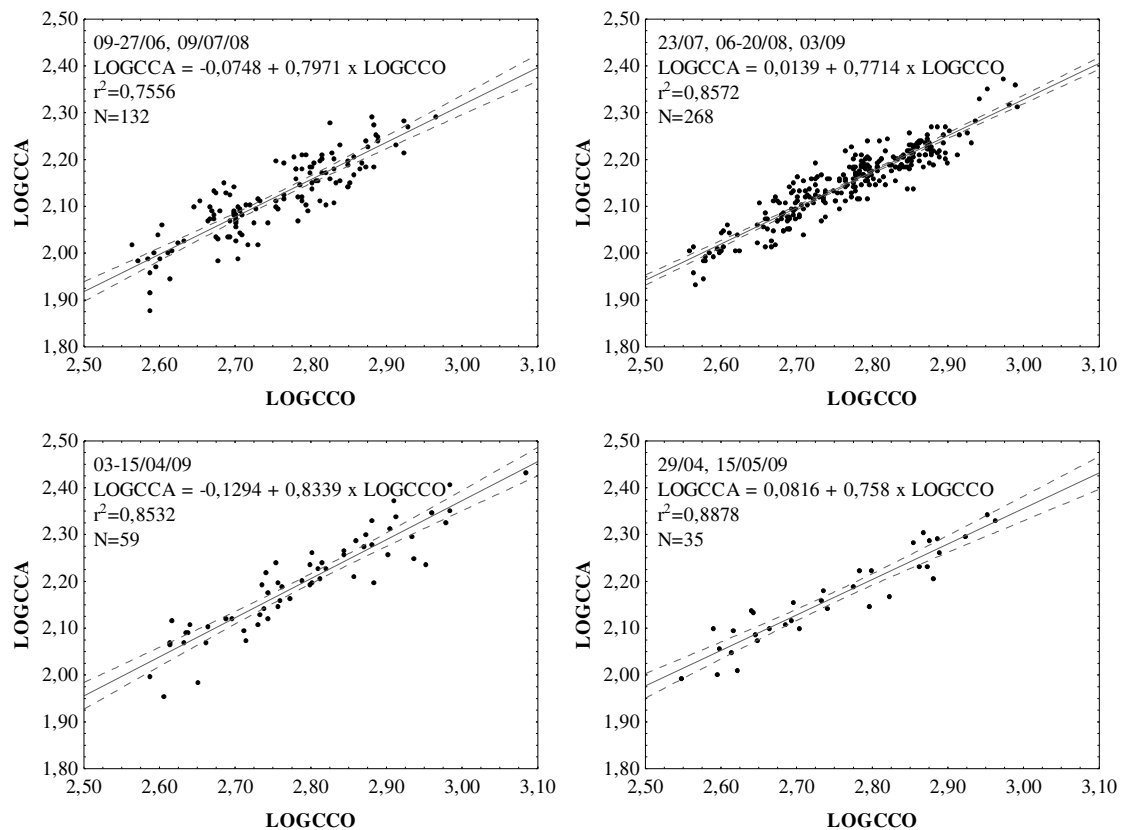 2,50
2,40
2,30
2,20
2,10
2,00
1,90
1,80
LOGCCA
09-27/06, 09/07/08
LOGCCA = -0,0748 + 0,7971 x LOGCCO
r²=0,7556
N=132
2,50 2,60 2,70 2,80 2,90 3,00 3,10
LOGCCO
2,50
2,40
2,30
2,20
2,10
2,00
1,90
1,80
LOGCCA
23/07, 06-20/08, 03/09
LOGCCA = 0,0139 + 0,7714 x LOGCCO
r²=0,8572
N=268
2,50 2,60 2,70 2,80 2,90 3,00 3,10
LOGCCO
2,50
2,40
2,30
2,20
2,10
2,00
1,90
1,80
LOGCCA
03-15/04/09
LOGCCA = -0,1294 + 0,8339 x LOGCCO
r²=0,8532
N=59
2,50 2,60 2,70 2,80 2,90 3,00 3,10
LOGCCO
2,50
2,40
2,30
2,20
2,10
2,00
1,90
1,80
LOGCCA
29/04, 15/05/09
LOGCCA = 0,0816 + 0,758 x LOGCCO
r²=0,8878
N=35
2,50 2,60 2,70 2,80 2,90 3,00 3,10
LOGCCO